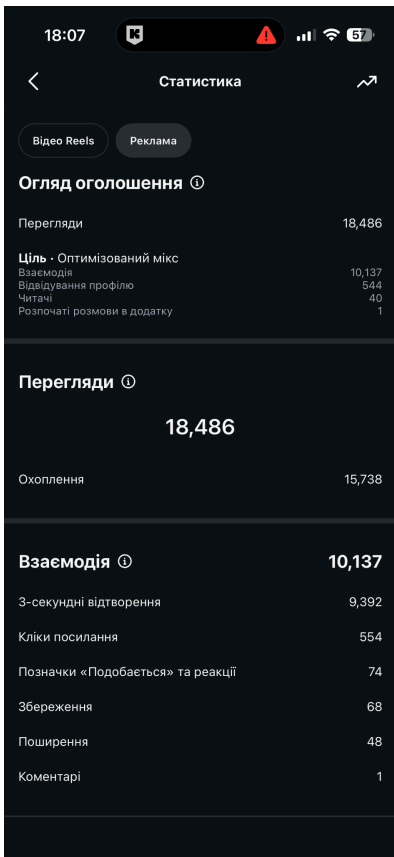 18:07
57
Статистика
Відео Reels
Реклама
Огляд оголошення
Перегляди 18,486
Ціль · Оптимізований мікс
Взаємодія 10,137
Відвідування профілю 544
Читачі 40
Розпочаті розмови в додатку 1
Перегляди
18,486
Охоплення 15,738
Взаємодія 10,137
3-секундні відтворення 9,392
Кліки посилання 554
Позначки «Подобається» та реакції 74
Збереження 68
Поширення 48
Коментарі 1